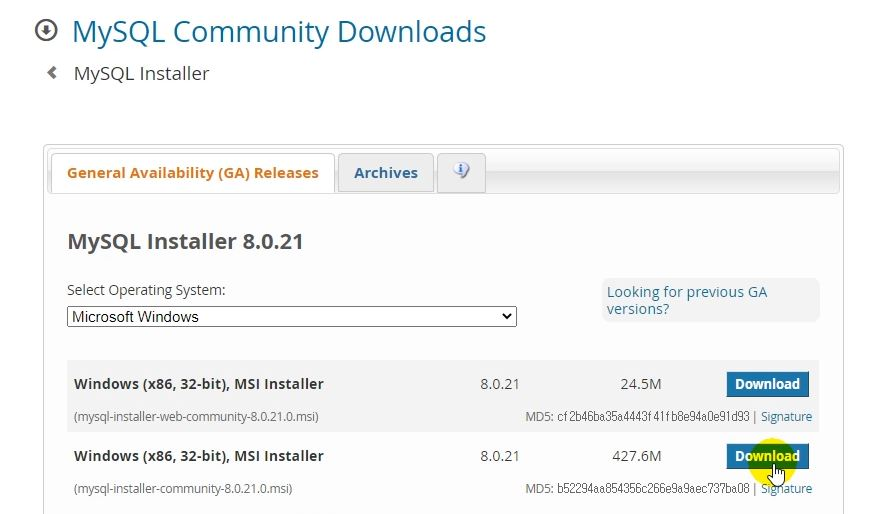 MySQL Community Downloads
MySQL Installer
General Availability (GA) Releases
Archives
MySQL Installer 8.0.21
Select Operating System:
Microsoft Windows
Looking for previous GA
versions?
Windows (x86, 32-bit), MSI Installer 8.0.21 24.5M Download
(mysql-installer-web-community-8.0.21.0.msi) MD5: cf2b46ba35a4443f41fb8e94a0e91d93 | Signature
Windows (x86, 32-bit), MSI Installer 8.0.21 427.6M Download
(mysql-installer-community-8.0.21.0.msi) MD5: b52294aa854356c266e9a9aec737ba08 | Signature